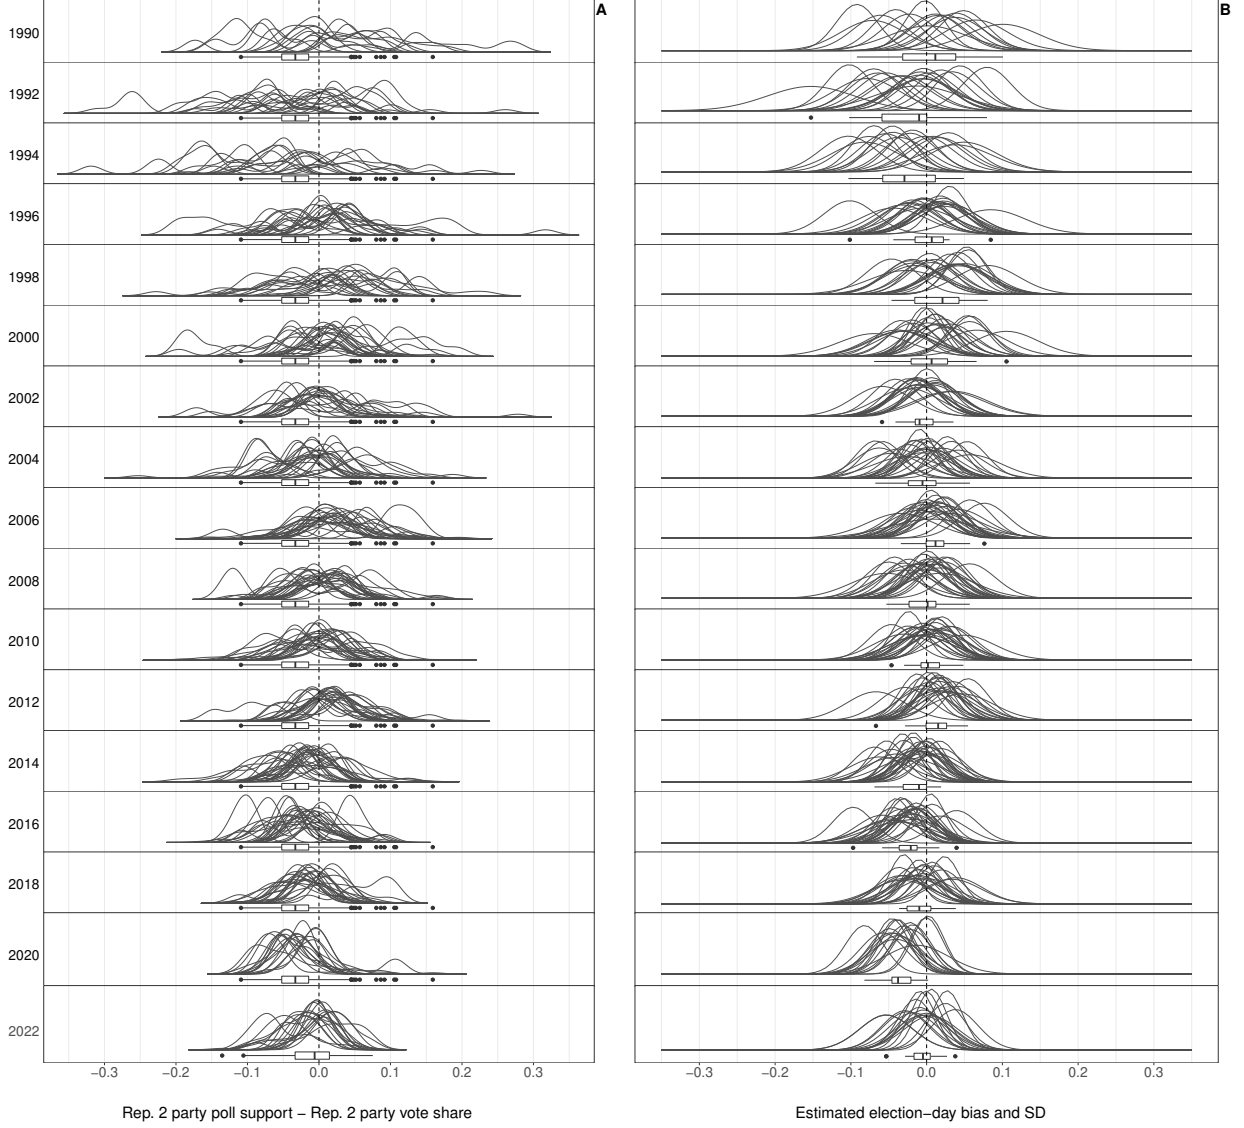 A
B
1990
1992
1994
1996
1998
2000
2002
2004
2006
2008
2010
2012
2014
2016
2018
2020
2022
−0.3 −0.2 −0.1 0.0 0.1 0.2 0.3
−0.3 −0.2 −0.1 0.0 0.1 0.2 0.3
Rep. 2 party poll support − Rep. 2 party vote share
Estimated election−day bias and SD